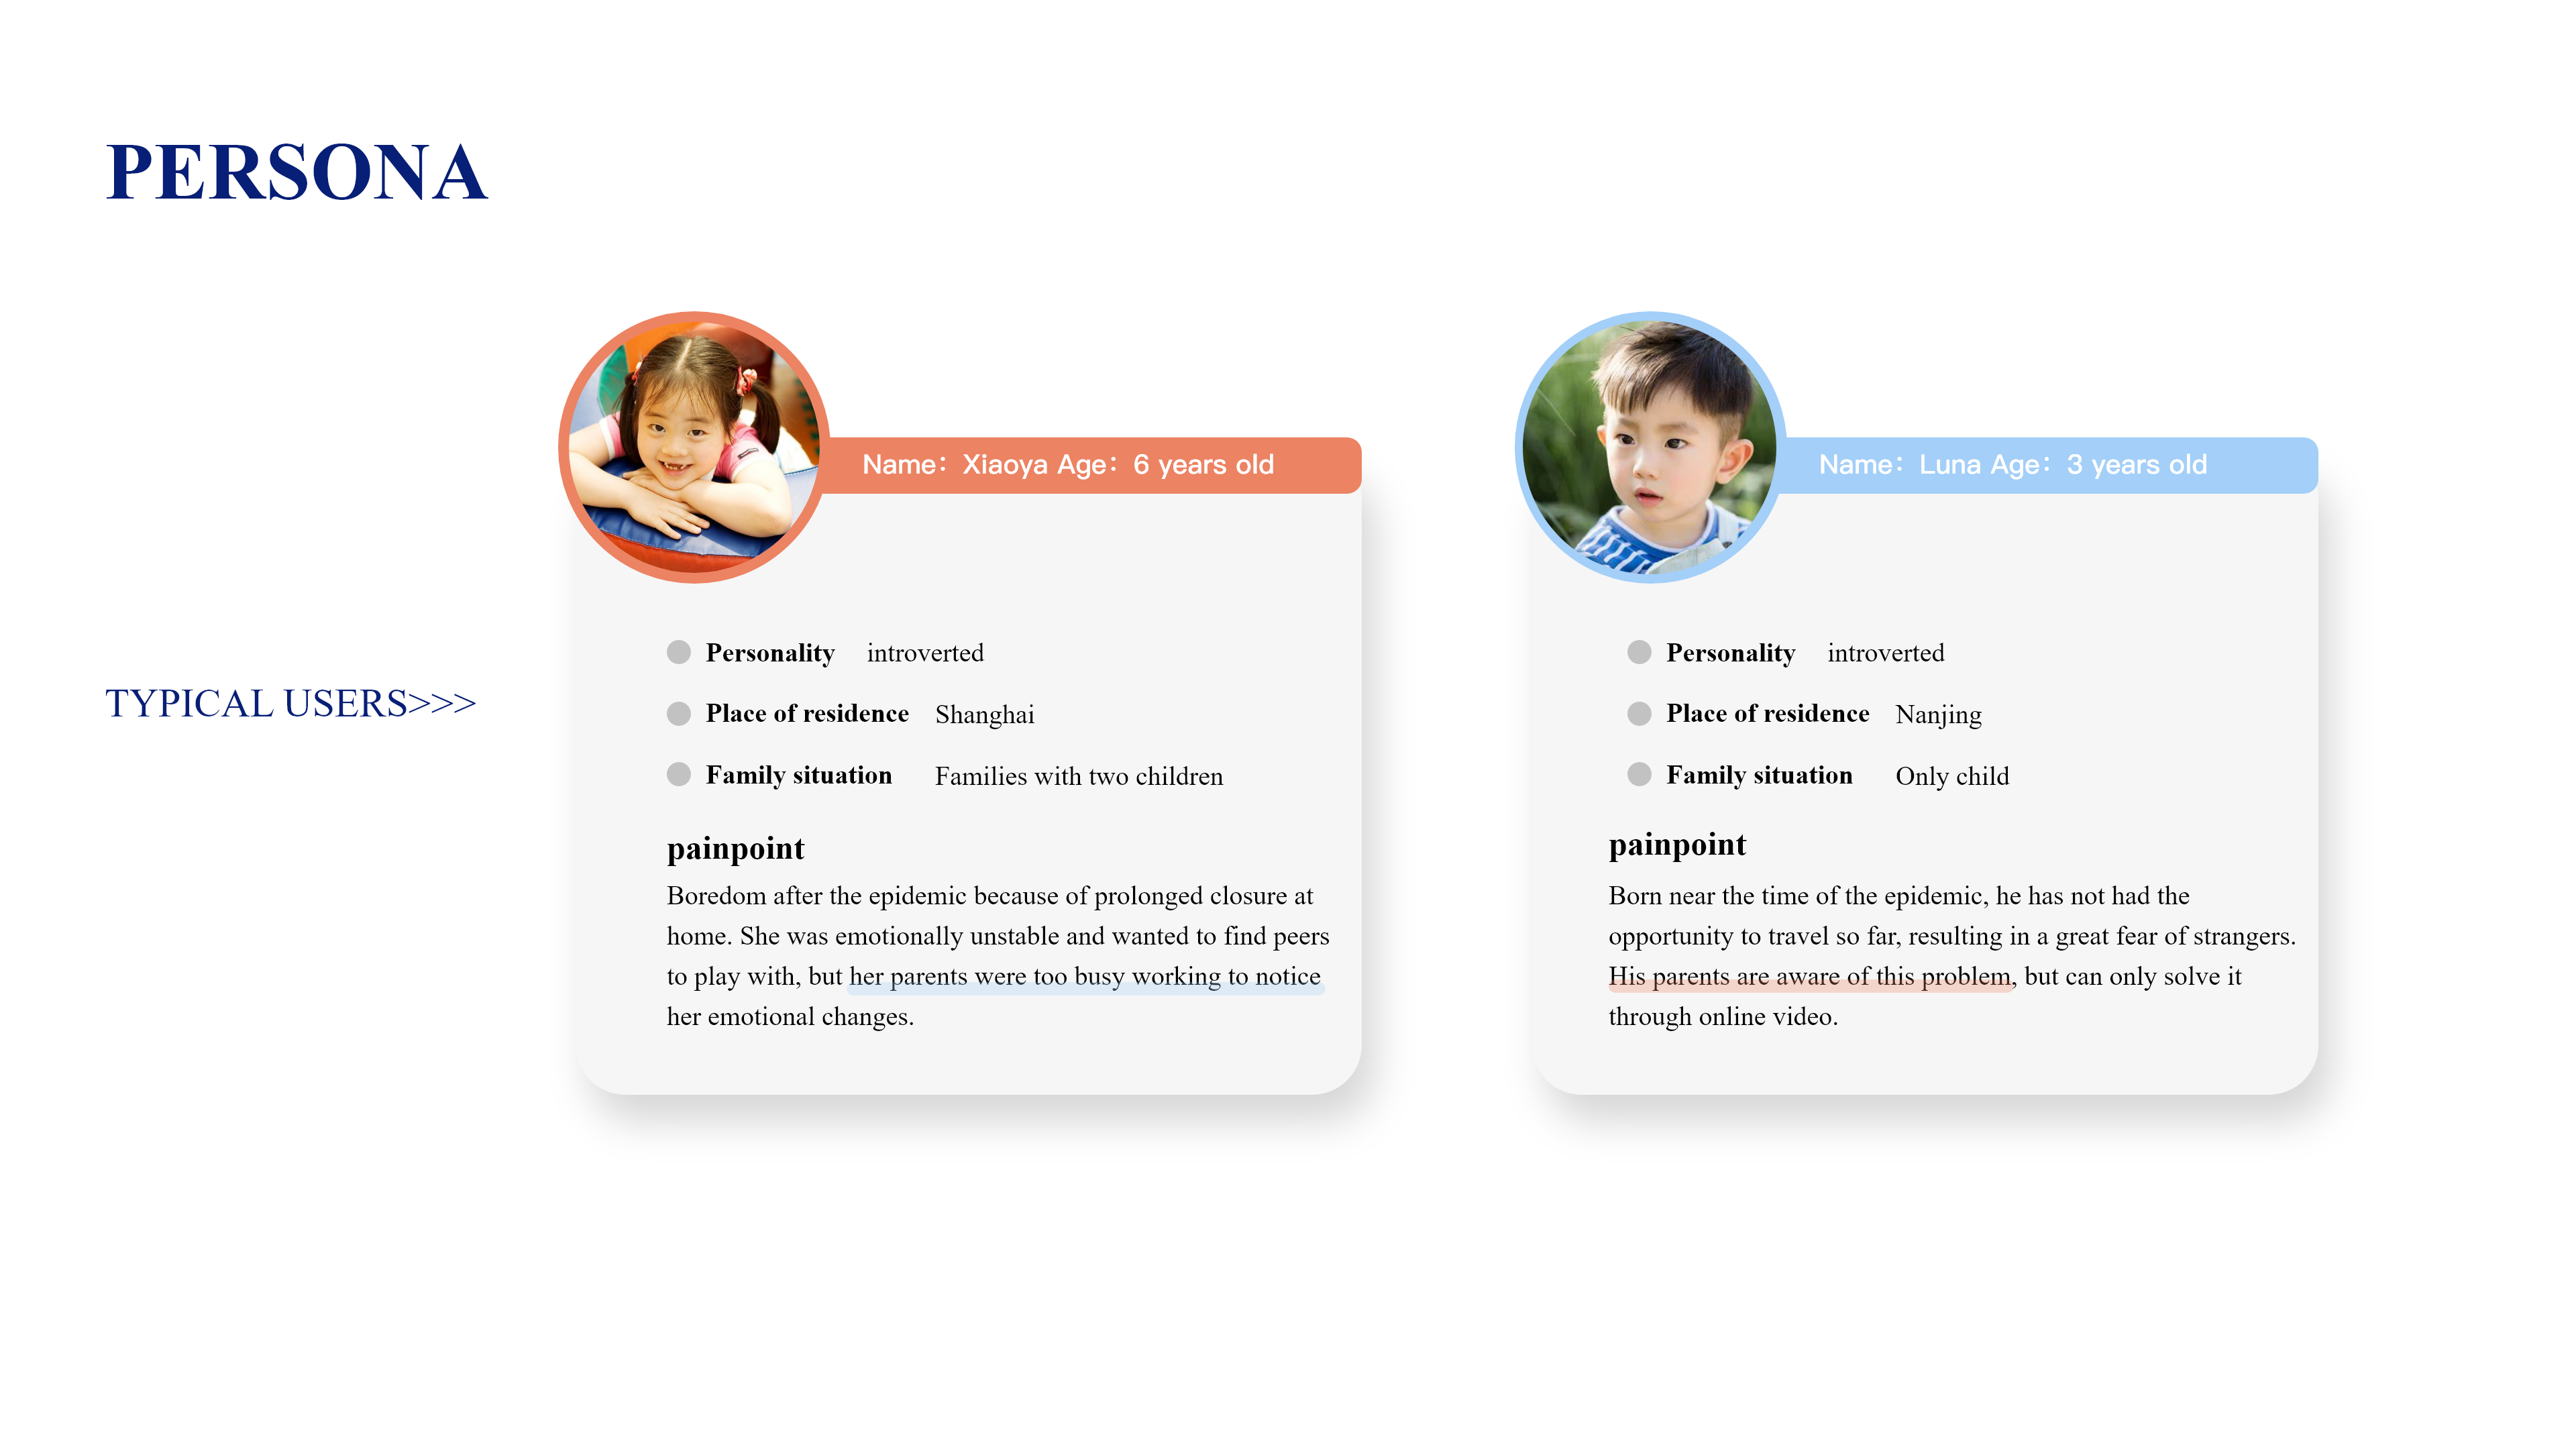 PERSONA
TYPICAL USERS>>>
Name：Xiaoya Age：6 years old
Personality introverted
Place of residence Shanghai
Family situation Families with two children
painpoint
Boredom after the epidemic because of prolonged closure at
home. She was emotionally unstable and wanted to find peers
to play with, but her parents were too busy working to notice
her emotional changes.
Name：Luna Age：3 years old
Personality introverted
Place of residence Nanjing
Family situation Only child
painpoint
Born near the time of the epidemic, he has not had the
opportunity to travel so far, resulting in a great fear of strangers.
His parents are aware of this problem, but can only solve it
through online video.